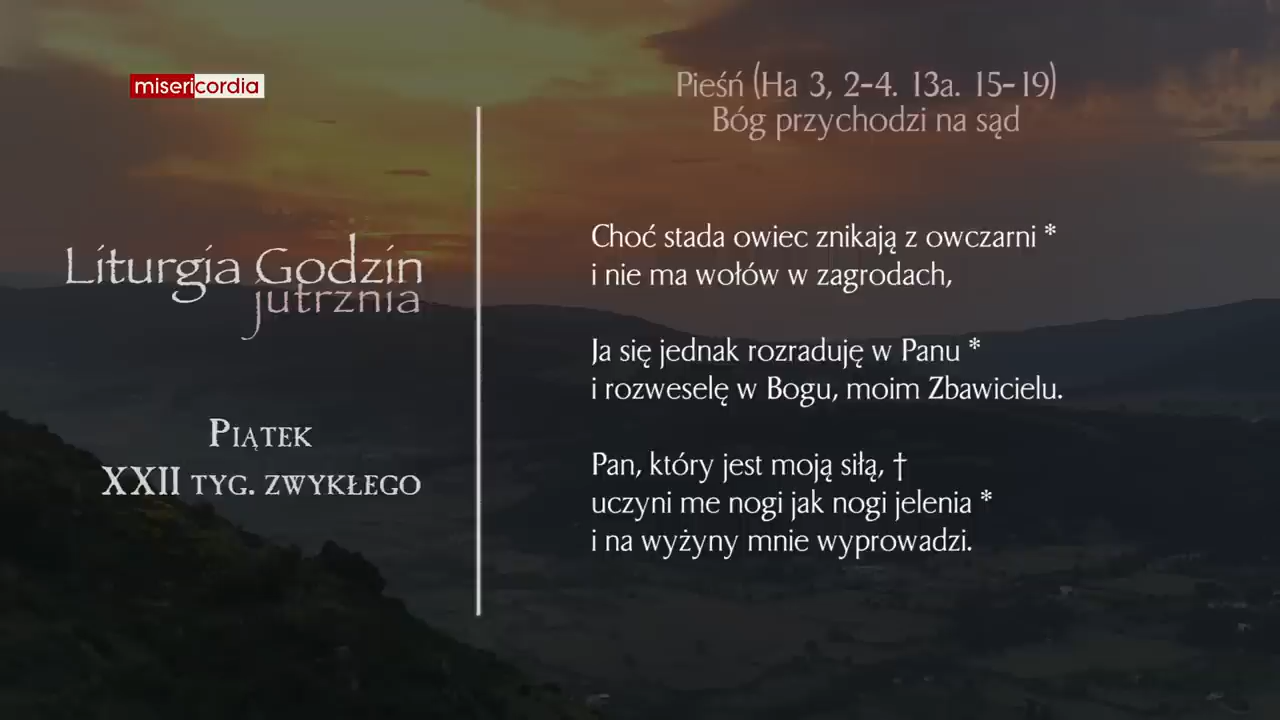 misericordia
Liturgia Godzin
jutrznia
Piątek
XXII tyg. zwykłego
Pieśń (Ha 3, 2-4. 13a. 15-19)
Bóg przychodzi na sąd
Choć stada owiec znikają z owczarni *
i nie ma wołów w zagrodach,
Ja się jednak rozraduję w Panu *
i rozweselę w Bogu, moim Zbawicielu.
Pan, który jest moją siłą, †
uczyni me nogi jak nogi jelenia *
i na wyżyny mnie wyprowadzi.